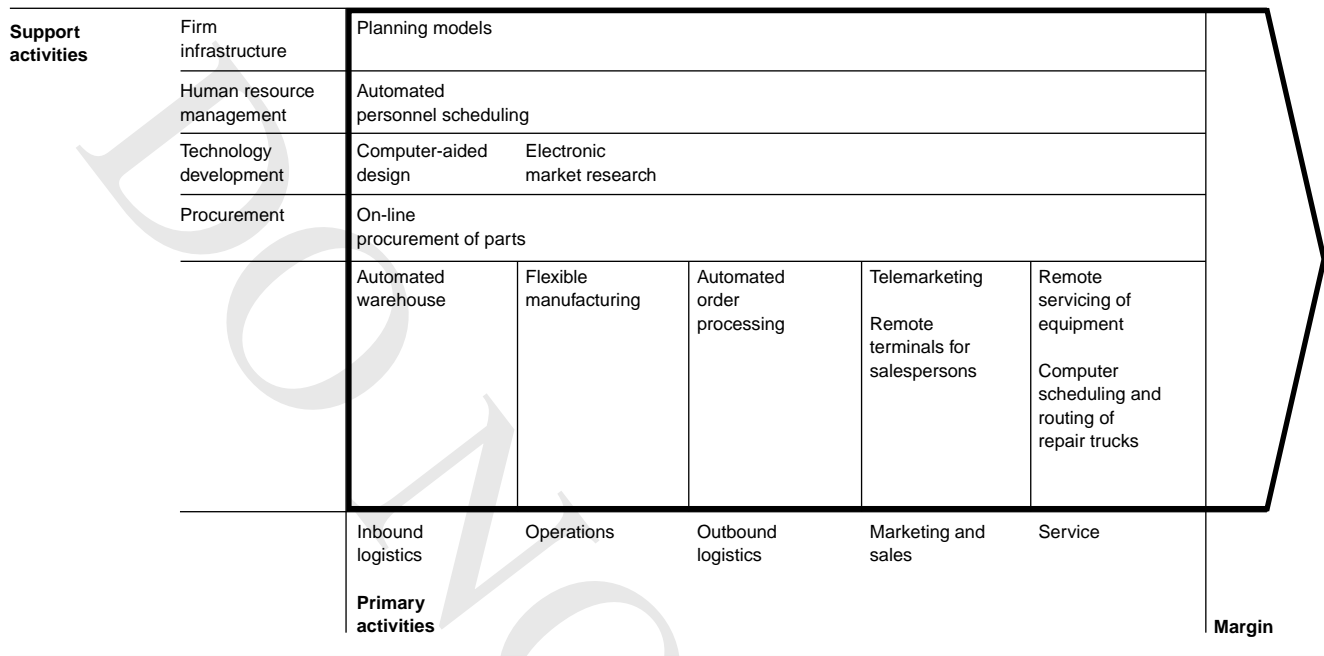 Support
activities
Firm
infrastructure
Planning models
Human resource
management
Automated
personnel scheduling
Technology
development
Computer-aided
design
Electronic
market research
Procurement
On-line
procurement of parts
Automated
warehouse
Flexible
manufacturing
Automated
order
processing
Telemarketing
Remote
terminals for
salespersons
Remote
servicing of
equipment
Computer
scheduling and
routing of
repair trucks
Inbound
logistics
Operations
Outbound
logistics
Marketing and
sales
Service
Primary
activities
Margin
DO NO